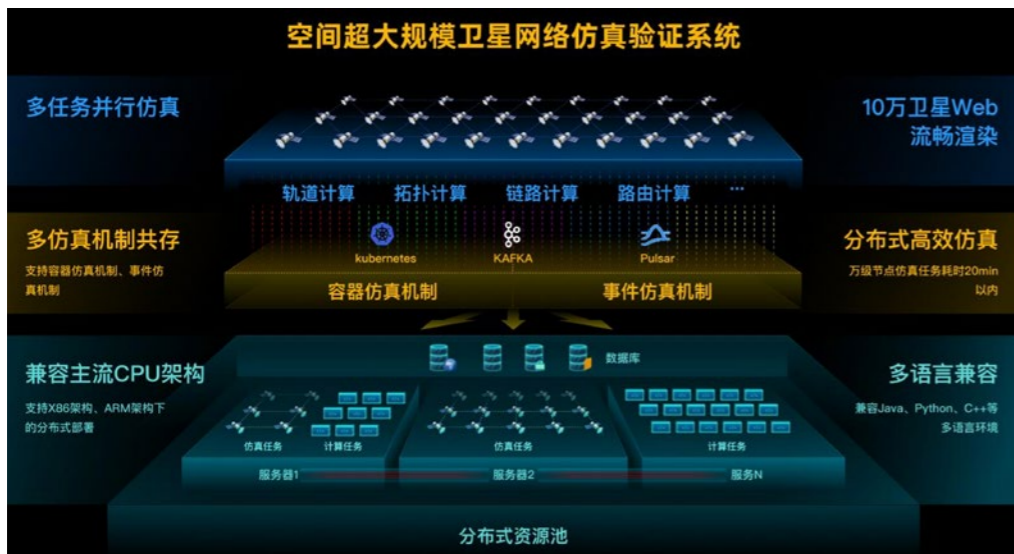 空间超大规模卫星网络仿真验证系统
多任务并行仿真
10万卫星Web
流畅渲染
轨道计算 拓扑计算 链路计算 路由计算 ...
多仿真机制共存
支持容器仿真机制、事件仿
真机制
kubernetes KAFKA Pulsar
容器仿真机制 事件仿真机制
分布式高效仿真
万级节点仿真任务耗时20min
以内
兼容主流CPU架构
支持X86架构、ARM架构下
的分布式部署
数据库
仿真任务 计算任务 仿真任务 计算任务
服务器1 服务器2 服务N
多语言兼容
兼容Java、Python、C++等
多语言环境
分布式资源池